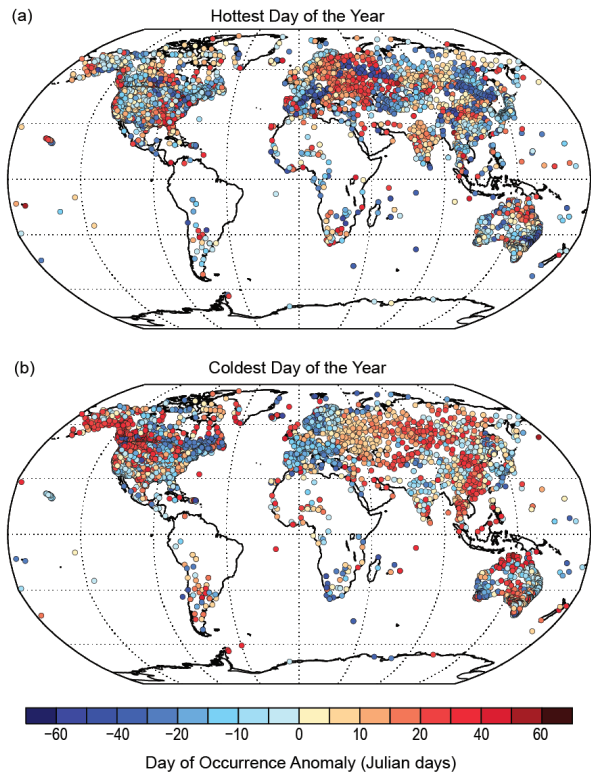 (a)
Hottest Day of the Year
(b)
Coldest Day of the Year
−60 −40 −20 −10 0 10 20 40 60
Day of Occurrence Anomaly (Julian days)